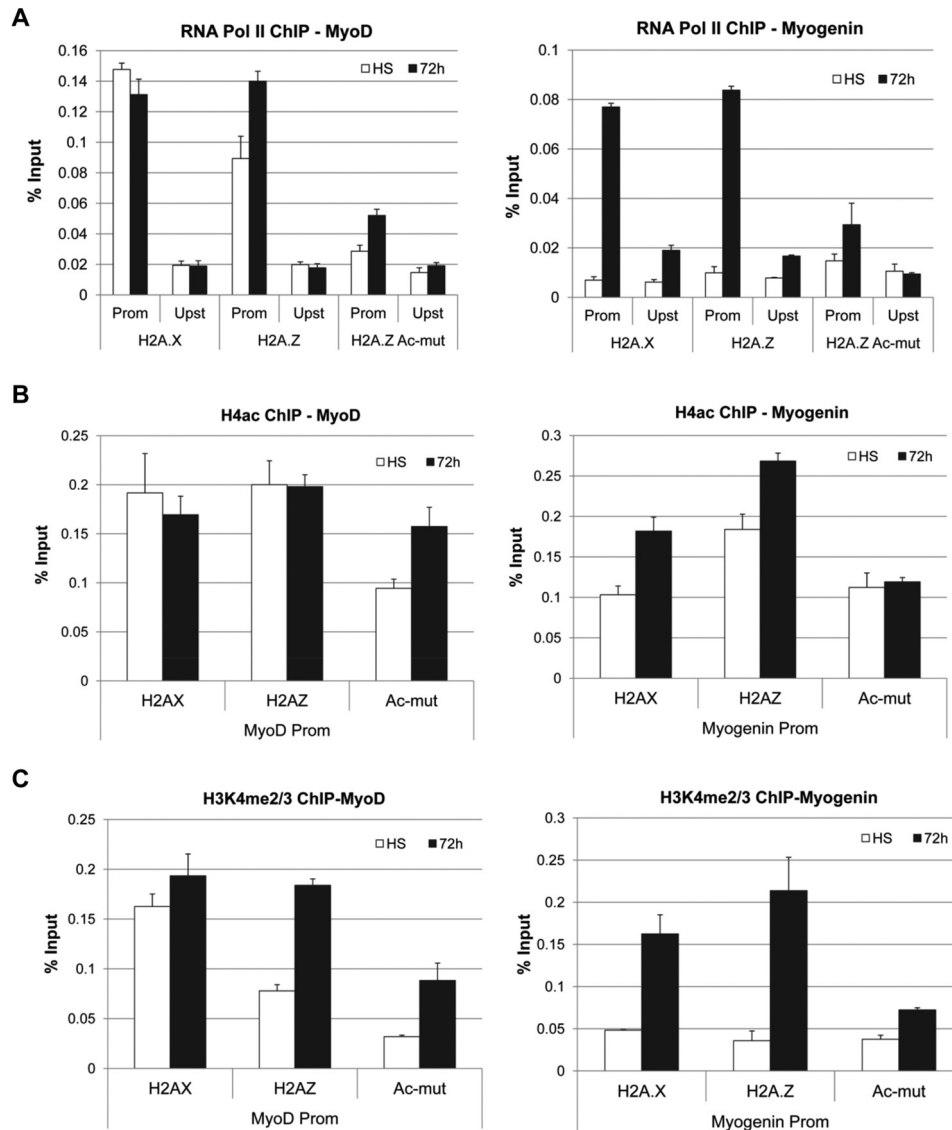 A
RNA Pol II ChIP - MyoD
HS 72h
% Input
0.16
0.14
0.12
0.1
0.08
0.06
0.04
0.02
0
Prom Upst Prom Upst Prom Upst
H2A.X H2A.Z H2A.Z Ac-mut
RNA Pol II ChIP - Myogenin
HS 72h
% Input
0.1
0.08
0.06
0.04
0.02
0
Prom Upst Prom Upst Prom Upst
H2A.X H2A.Z H2A.Z Ac-mut
B
H4ac ChIP - MyoD
HS 72h
% Input
0.25
0.2
0.15
0.1
0.05
0
H2AX H2AZ Ac-mut
MyoD Prom
H4ac ChIP - Myogenin
HS 72h
% Input
0.3
0.25
0.2
0.15
0.1
0.05
0
H2AX H2AZ Ac-mut
Myogenin Prom
C
H3K4me2/3 ChIP-MyoD
HS 72h
% Input
0.25
0.2
0.15
0.1
0.05
0
H2AX H2AZ Ac-mut
MyoD Prom
H3K4me2/3 ChIP-Myogenin
HS 72h
% Input
0.3
0.25
0.2
0.15
0.1
0.05
0
H2A.X H2A.Z Ac-mut
Myogenin Prom